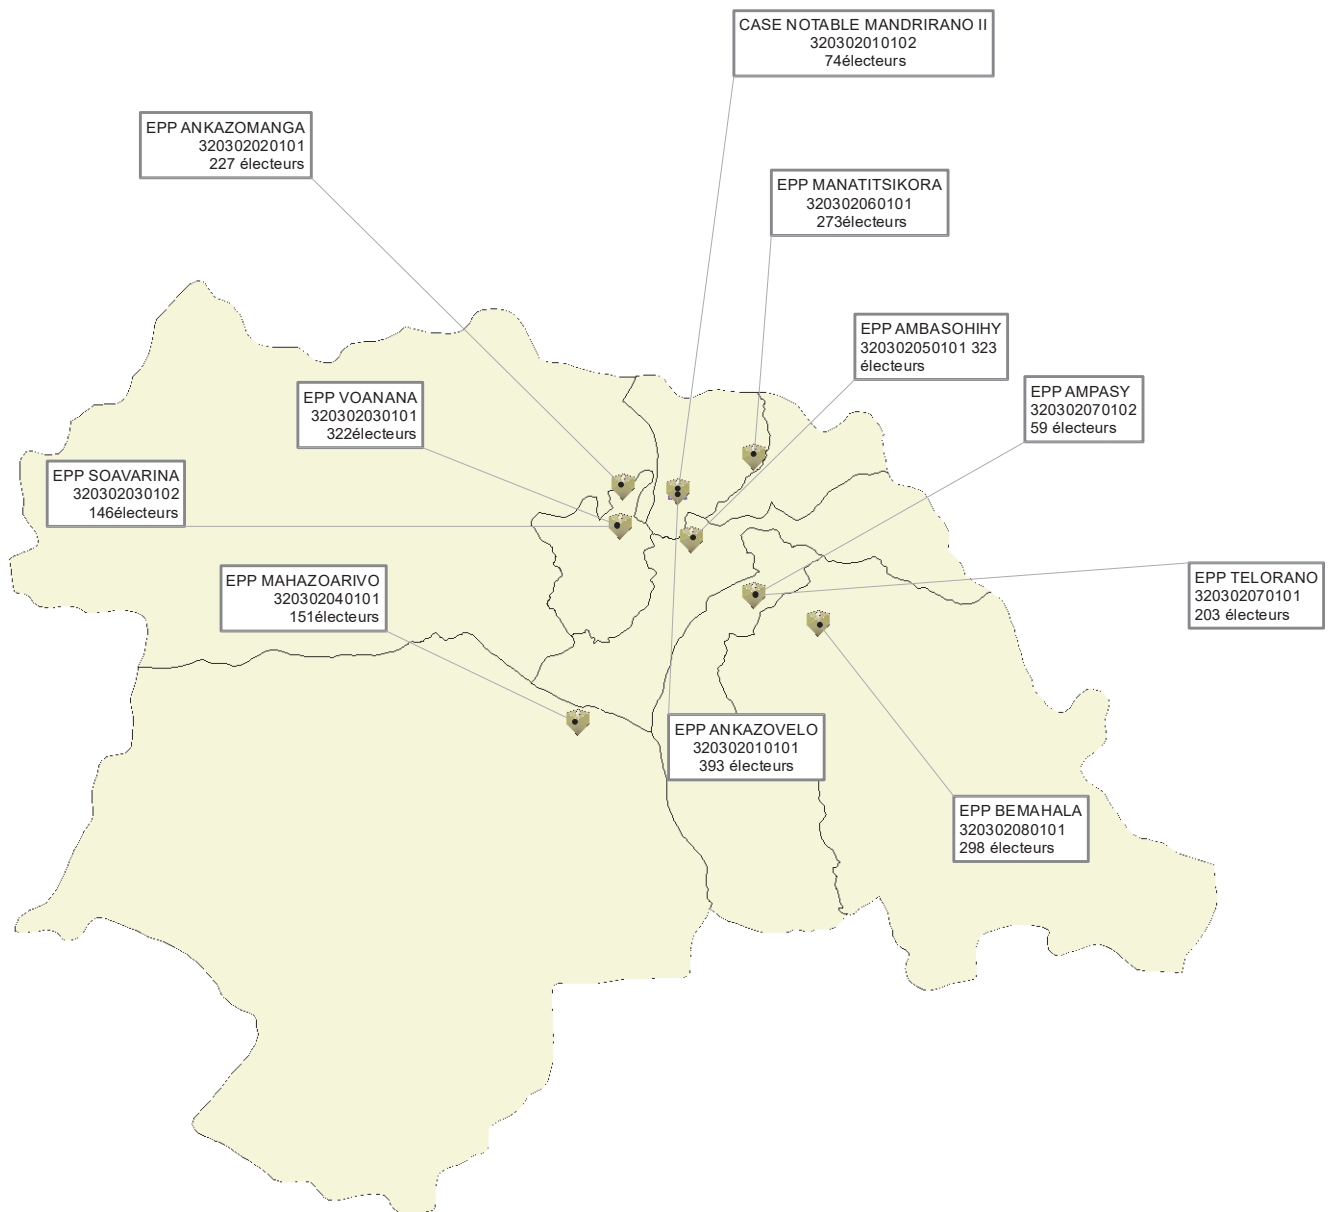 CASE NOTABLE MANDRIRANO II
320302010102
74électeurs
EPP ANKAZOMANGA
320302020101
227 électeurs
EPP MANATITSIKORA
320302060101
273électeurs
EPP AMBASOHIHY
320302050101 323
électeurs
EPP VOANANA
320302030101
322électeurs
EPP AMPASY
320302070102
59 électeurs
EPP SOAVARINA
320302030102
146électeurs
EPP MAHAZOARIVO
320302040101
151électeurs
EPP TELORANO
320302070101
203 électeurs
EPP ANKAZOVELO
320302010101
393 électeurs
EPP BEMAHALA
320302080101
298 électeurs